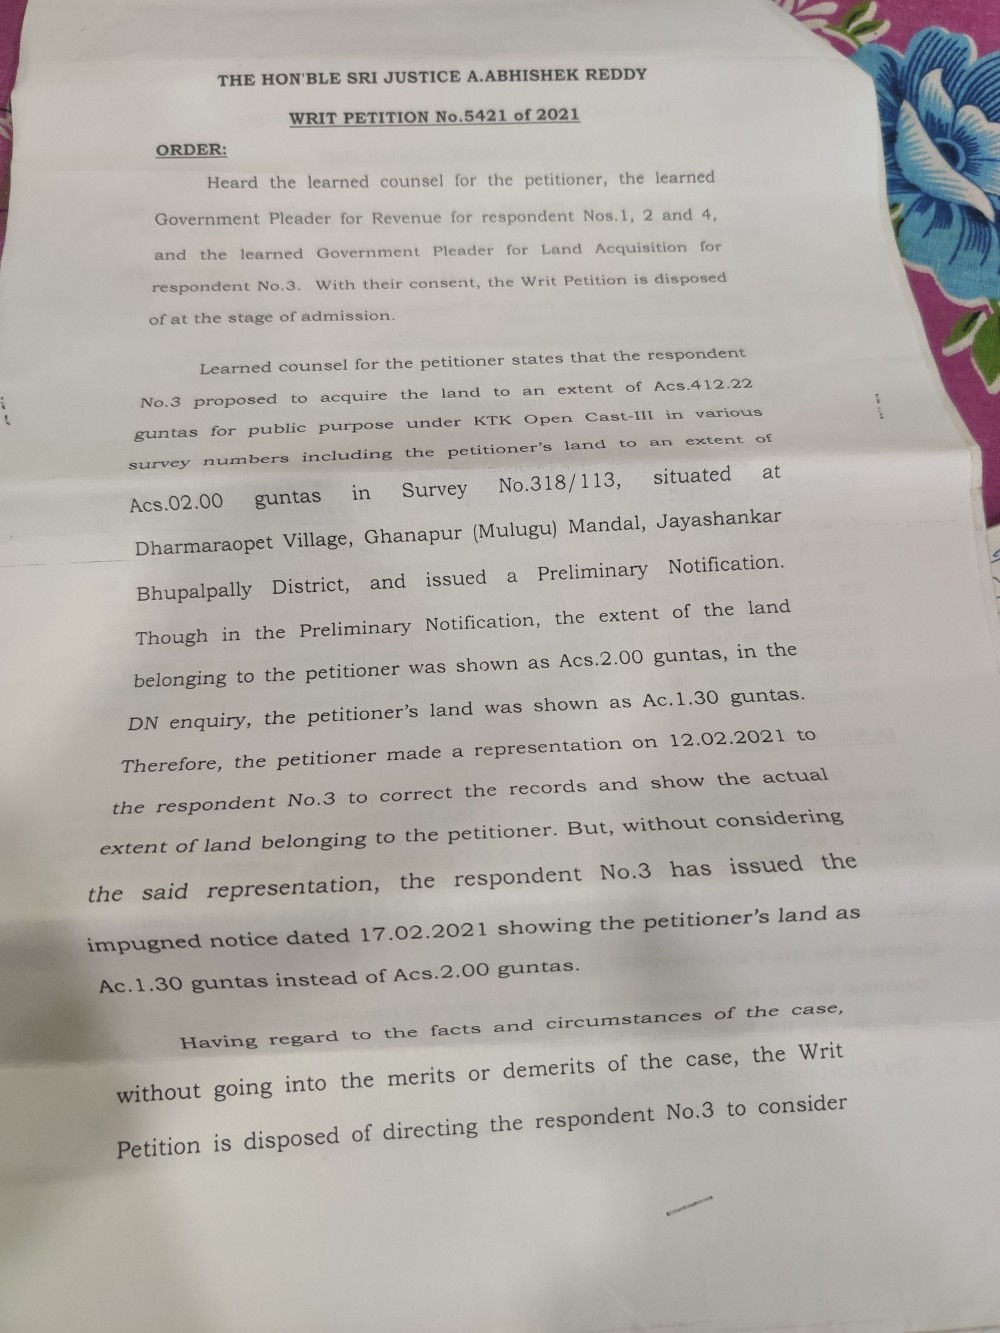 THE HON'BLE SRI JUSTICE A.ABHISHEK REDDY
WRIT PETITION No.5421 of 2021
ORDER:
Heard the learned counsel for the petitioner, the learned
Government Pleader for Revenue for respondent Nos.1, 2 and 4,
and the learned Government Pleader for Land Acquisition for
respondent No.3. With their consent, the Writ Petition is disposed
of at the stage of admission.
Learned counsel for the petitioner states that the respondent
No.3 proposed to acquire the land to an extent of Acs.412.22
guntas for public purpose under KTK Open Cast-III in various
survey numbers including the petitioner's land to an extent of
Acs.02.00 guntas in Survey No.318/113, situated at
Dharmaraopet Village, Ghanapur (Mulugu) Mandal, Jayashankar
Bhupalpally District, and issued a Preliminary Notification.
Though in the Preliminary Notification, the extent of the land
belonging to the petitioner was shown as Acs.2.00 guntas, in the
DN enquiry, the petitioner's land was shown as Ac.1.30 guntas.
Therefore, the petitioner made a representation on 12.02.2021 to
the respondent No.3 to correct the records and show the actual
extent of land belonging to the petitioner. But, without considering
the said representation, the respondent No.3 has issued the
impugned notice dated 17.02.2021 showing the petitioner's land as
Ac.1.30 guntas instead of Acs.2.00 guntas.
Having regard to the facts and circumstances of the case,
without going into the merits or demerits of the case, the Writ
Petition is disposed of directing the respondent No.3 to consider